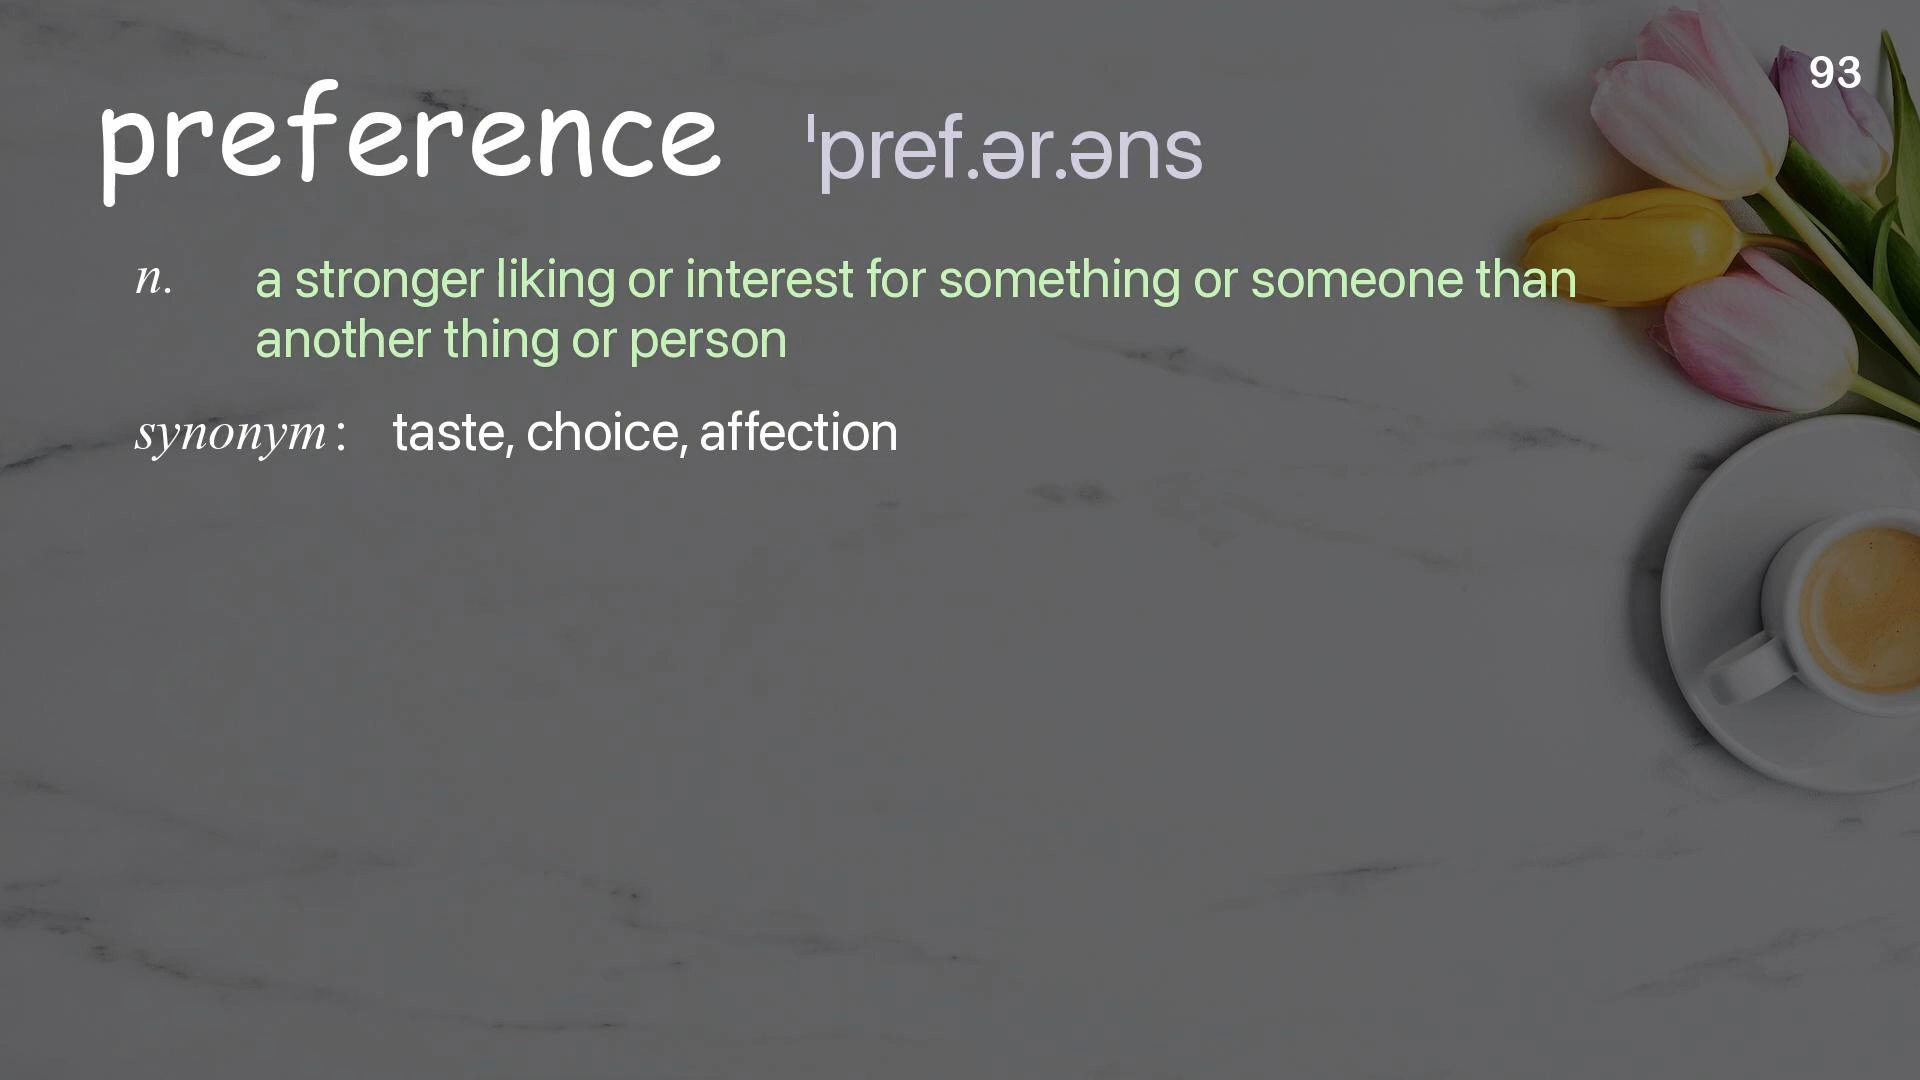 93
preference ˈpref.ər.əns
n. a stronger liking or interest for something or someone than
another thing or person
synonym: taste, choice, affection